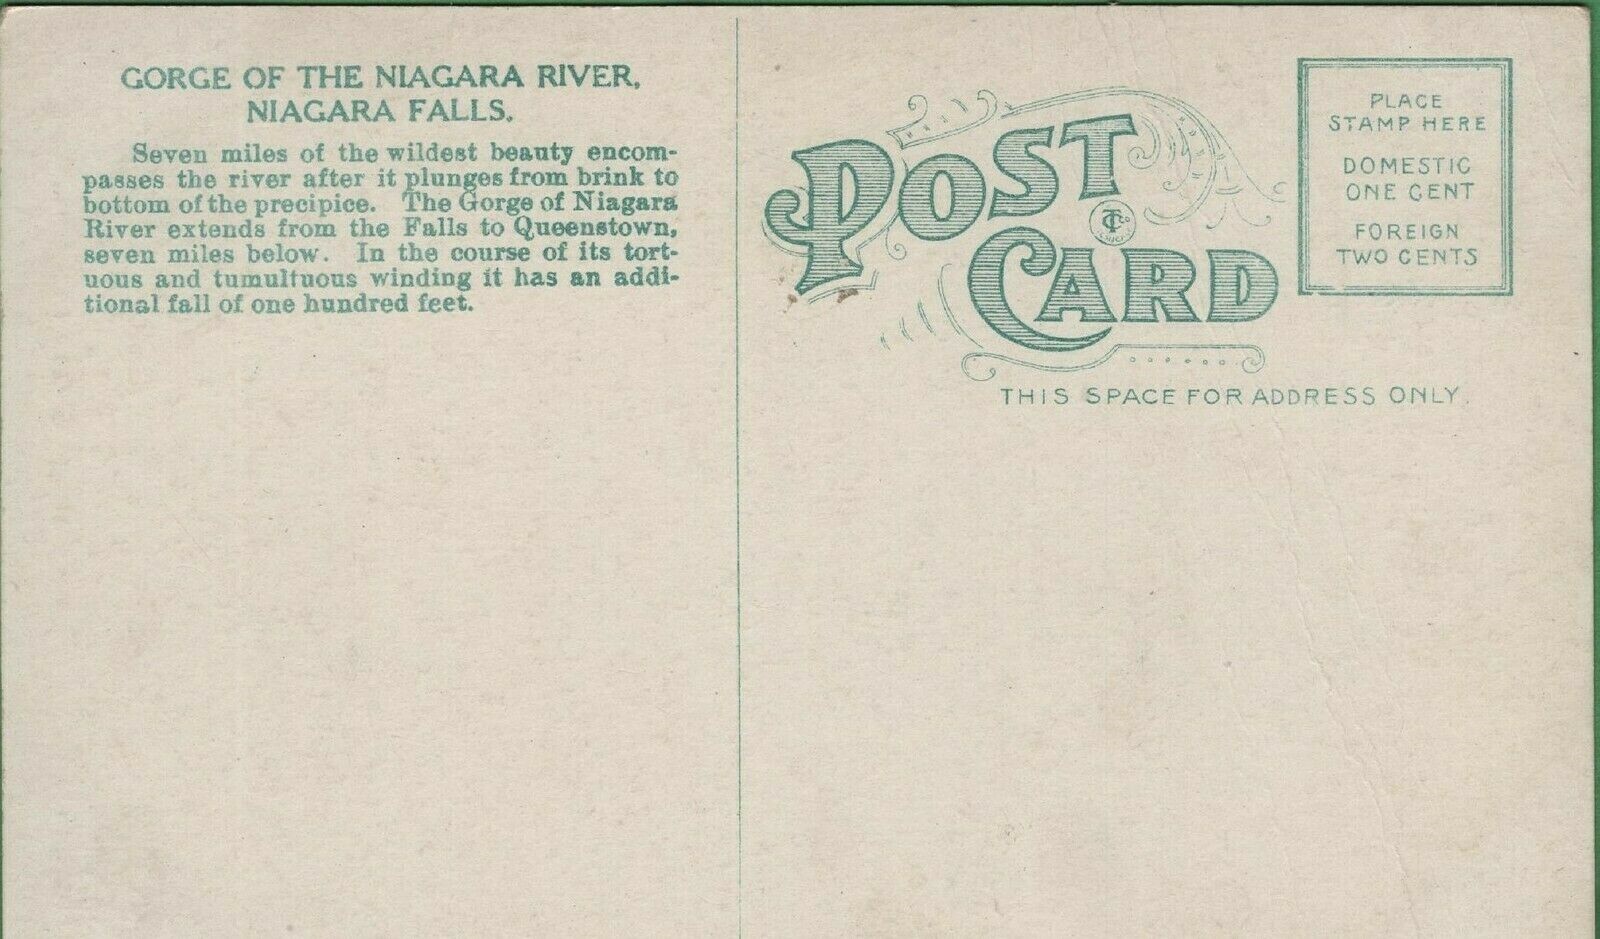 GORGE OF THE NIAGARA RIVER,
NIAGARA FALLS.
Seven miles of the wildest beauty encom-
passes the river after it plunges from brink to
bottom of the precipice. The Gorge of Niagara
River extends from the Falls to Queenstown,
seven miles below. In the course of its tort-
uous and tumultuous winding it has an addi-
tional fall of one hundred feet.
POST
CARD
THIS SPACE FOR ADDRESS ONLY.
PLACE
STAMP HERE
DOMESTIC
ONE CENT
FOREIGN
TWO CENTS